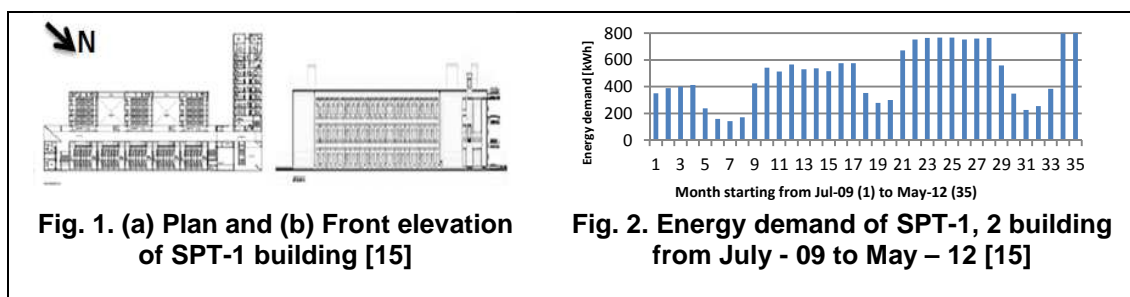 N
Fig. 1. (a) Plan and (b) Front elevation
of SPT-1 building [15]
Energy demand [kWh]
800
600
400
200
0
1 3 5 7 9 11 13 15 17 19 21 23 25 27 29 31 33 35
Month starting from Jul-09 (1) to May-12 (35)
Fig. 2. Energy demand of SPT-1, 2 building
from July - 09 to May – 12 [15]